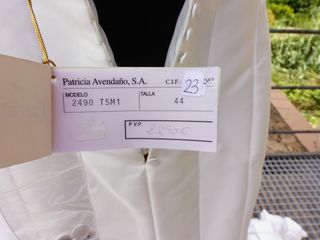 Patricia Avendaño, S.A. C.I.F.:
23
MODELO TALLA
2490 TSM1 44
P.V.P.